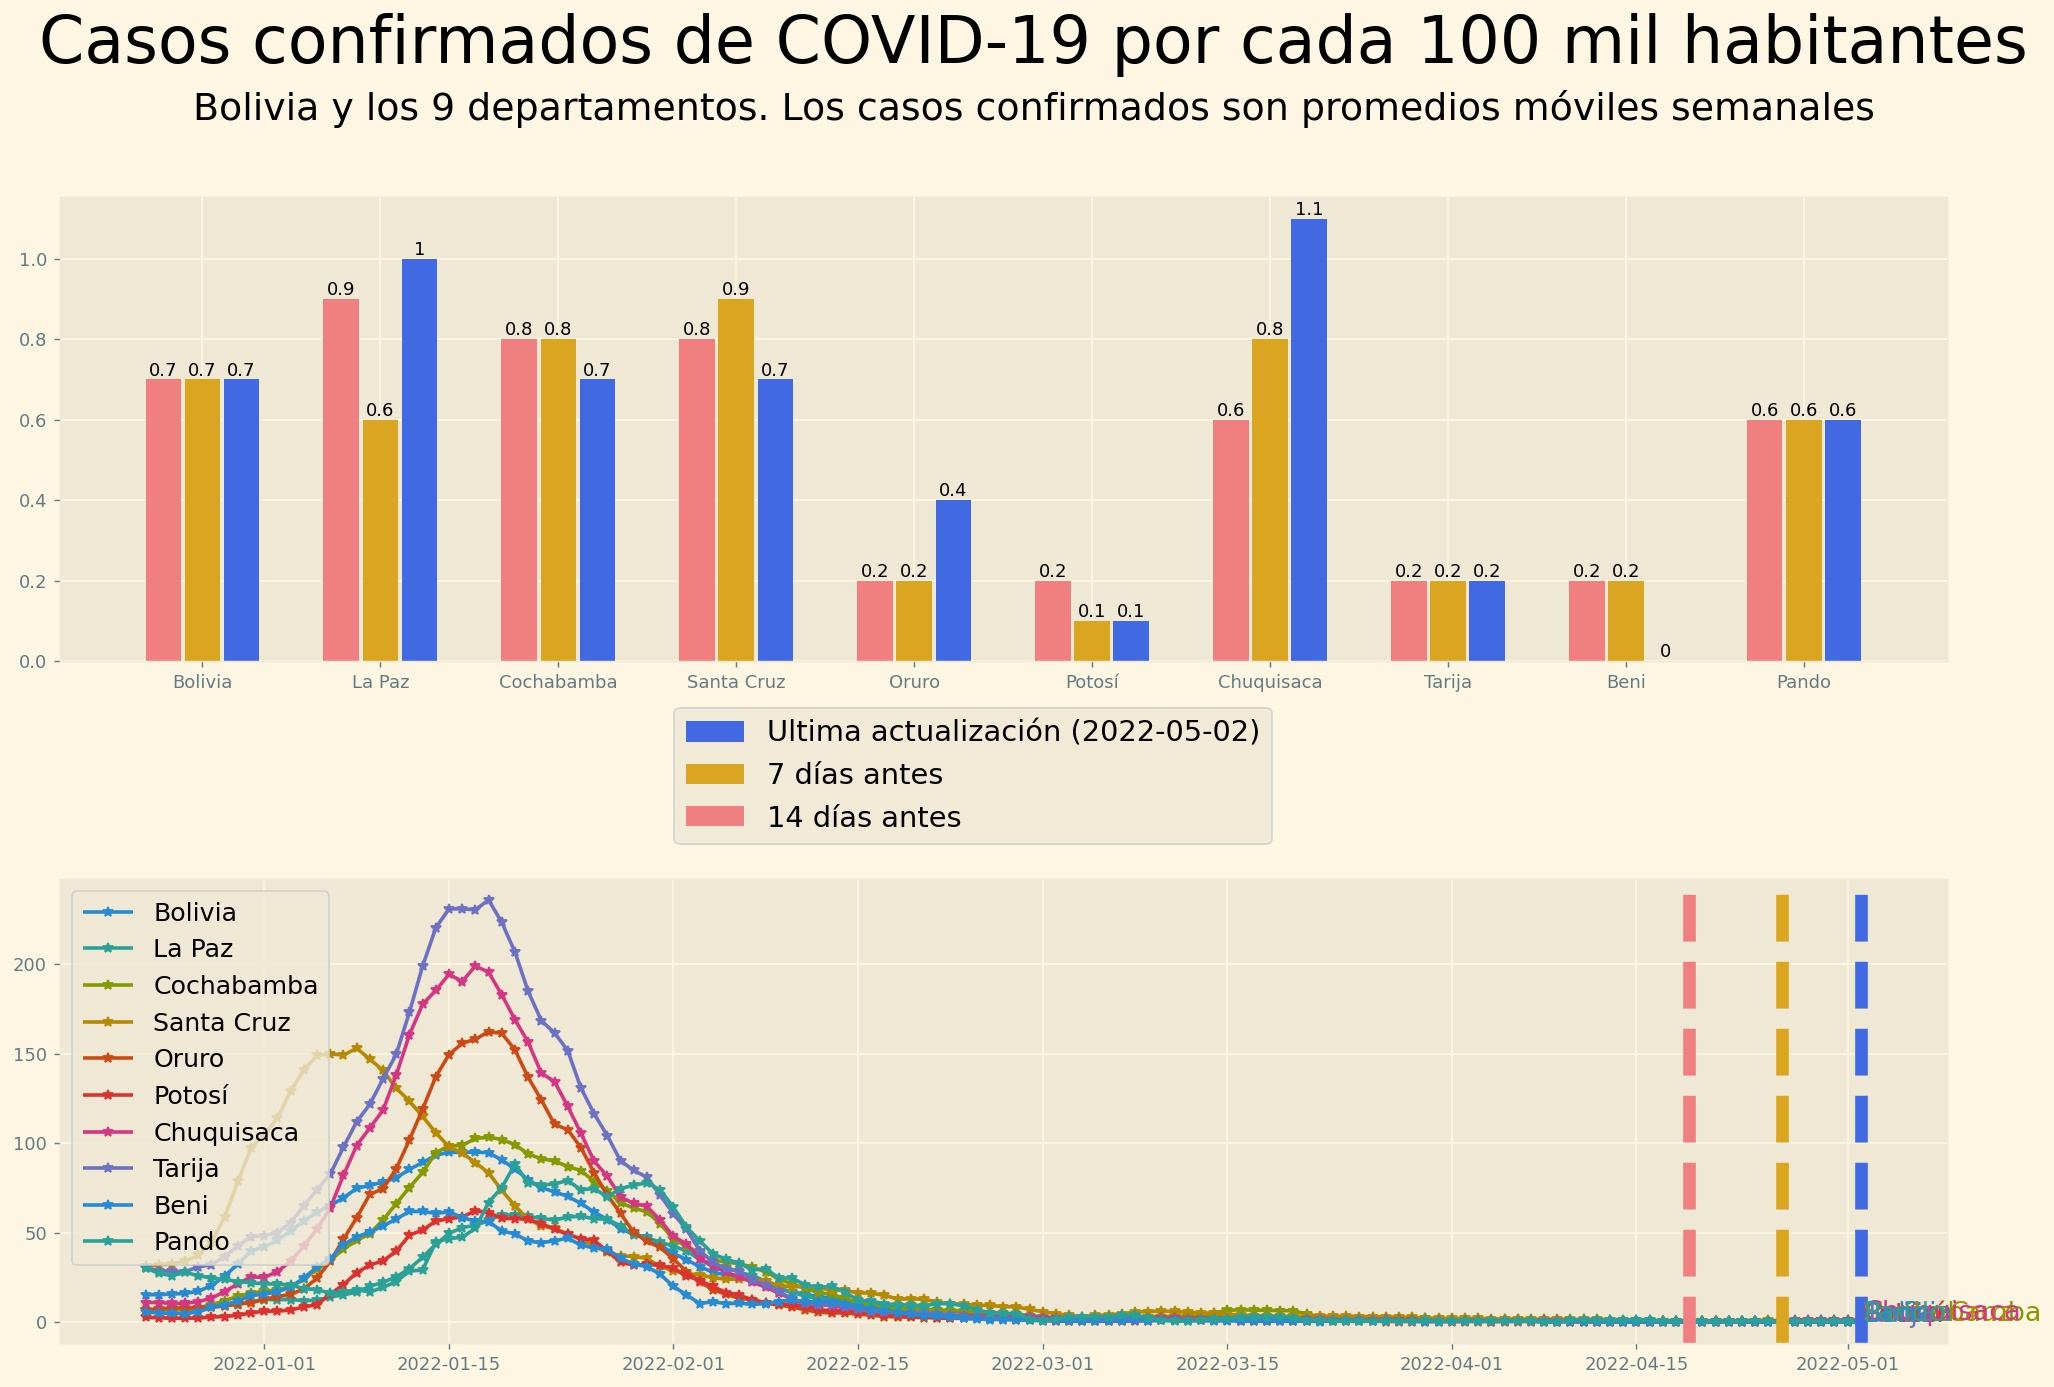 Casos confirmados de COVID-19 por cada 100 mil habitantes
Bolivia y los 9 departamentos. Los casos confirmados son promedios móviles semanales
1.0
0.8
0.6
0.4
0.2
0.0
0.7 0.7 0.7
0.9 0.6 1
0.8 0.8 0.7
0.8 0.9 0.7
0.2 0.2 0.4
0.2 0.1 0.1
0.6 0.8 1.1
0.2 0.2 0.2
0.2 0.2 0
0.6 0.6 0.6
Bolivia La Paz Cochabamba Santa Cruz Oruro Potosí Chuquisaca Tarija Beni Pando
Ultima actualización (2022-05-02)
7 días antes
14 días antes
200
150
100
50
0
Bolivia
La Paz
Cochabamba
Santa Cruz
Oruro
Potosí
Chuquisaca
Tarija
Beni
Pando
2022-01-01 2022-01-15 2022-02-01 2022-02-15 2022-03-01 2022-03-15 2022-04-01 2022-04-15 2022-05-01